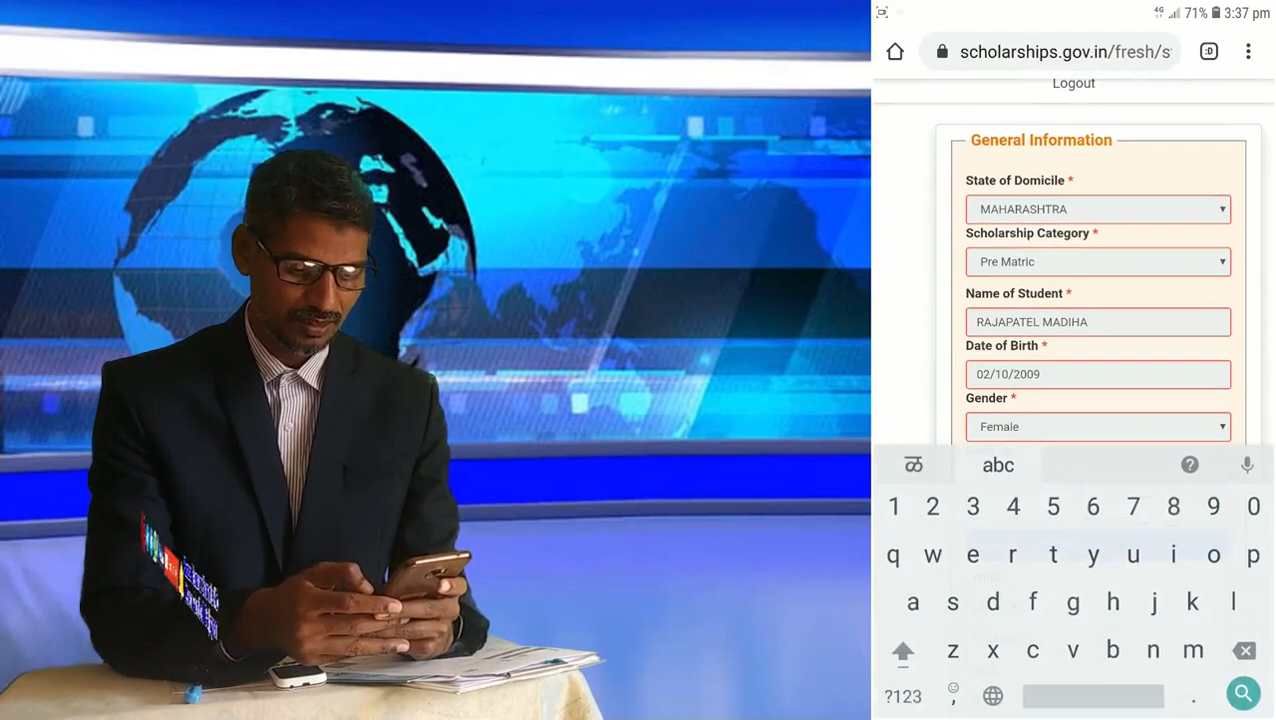 4G 71% 3:37 pm
scholarships.gov.in/fresh/s
:D
Logout
General Information
State of Domicile *
MAHARASHTRA
Scholarship Category *
Pre Matric
Name of Student *
RAJAPATEL MADIHA
Date of Birth *
02/10/2009
Gender *
Female
ळ abc ?
1 2 3 4 5 6 7 8 9 0
q w e r t y u i o p
a s d f g h j k l
z x c v b n m
?123 , .